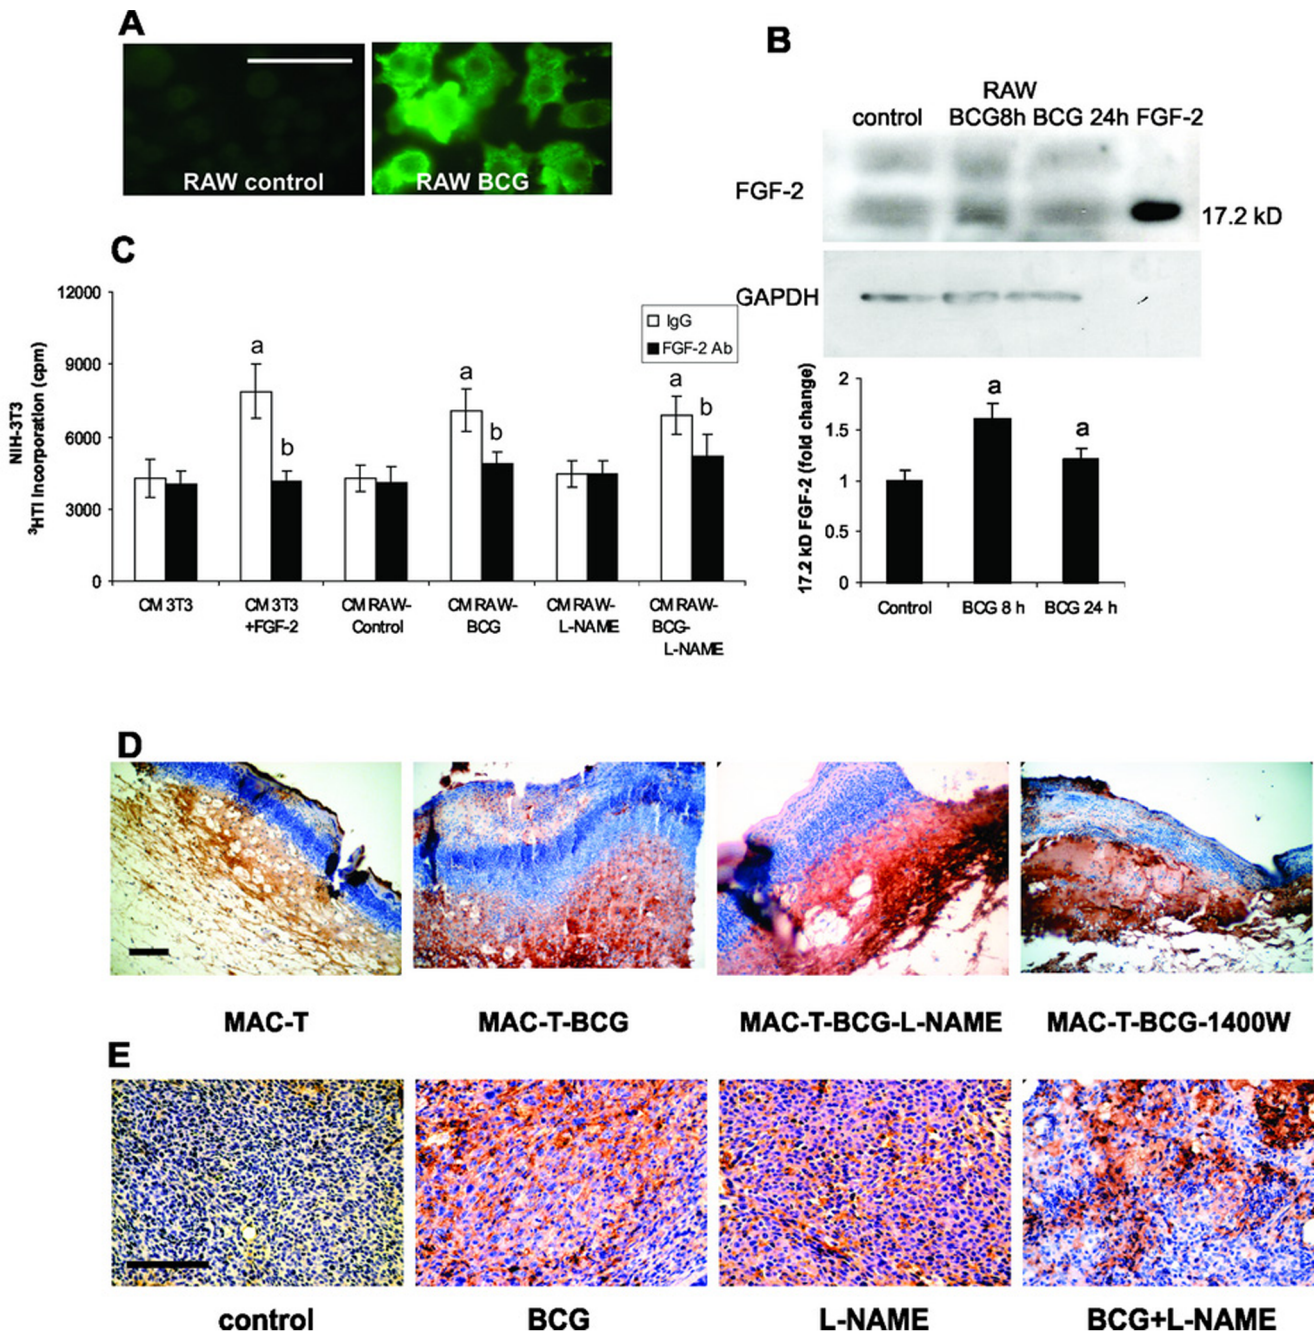 A
RAW control
RAW BCG
B
RAW
control BCG8h BCG 24h FGF-2
FGF-2
17.2 kD
GAPDH
17.2 kD FGF-2 (fold change)
2
1.5
1
0.5
0
a
a
Control
BCG 8 h
BCG 24 h
C
NIH-3T3
³HTI Incorporation (cpm)
12000
9000
6000
3000
0
IgG
FGF-2 Ab
a
b
a
b
a
b
CM 3T3
CM 3T3
+FGF-2
CM RAW-
Control
CM RAW-
BCG
CM RAW-
L-NAME
CM RAW-
BCG-
L-NAME
D
MAC-T
MAC-T-BCG
MAC-T-BCG-L-NAME
MAC-T-BCG-1400W
E
control
BCG
L-NAME
BCG+L-NAME